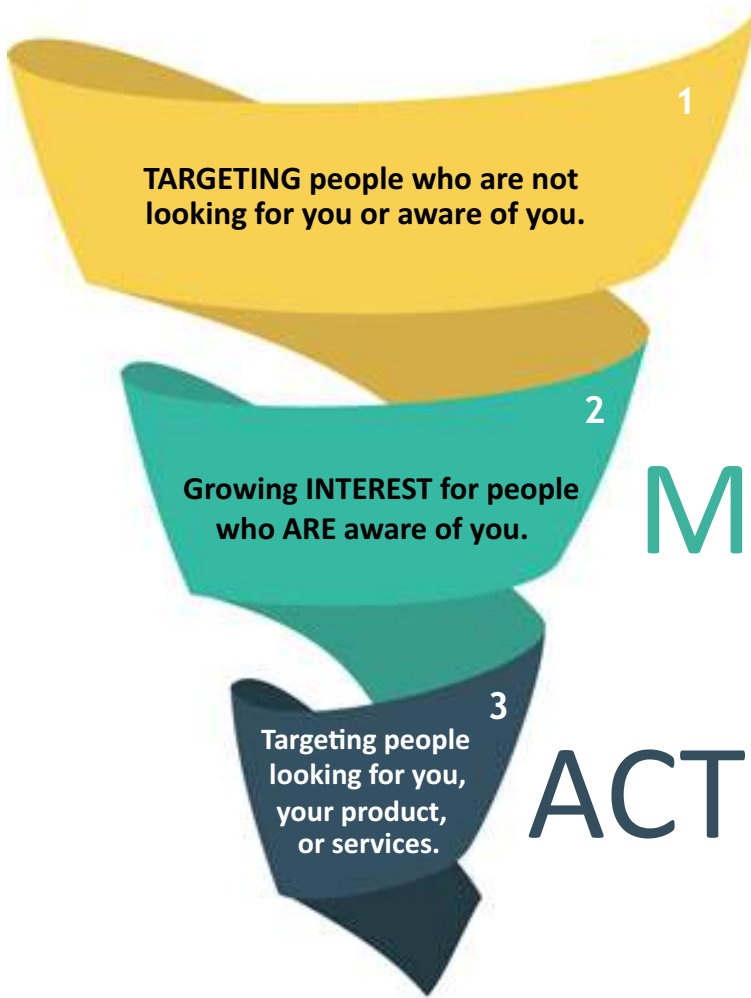 1
TARGETING people who are not
looking for you or aware of you.
2
Growing INTEREST for people
who ARE aware of you.
M
3
Targeting people
looking for you,
your product,
or services.
ACT